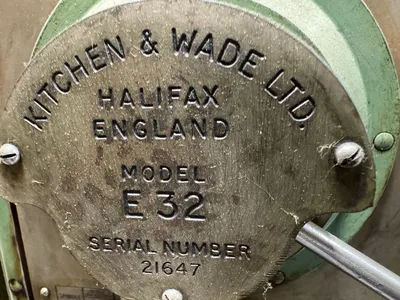 KITCHEN & WADE LTD.
HALIFAX
ENGLAND
MODEL
E 32
SERIAL NUMBER
21647